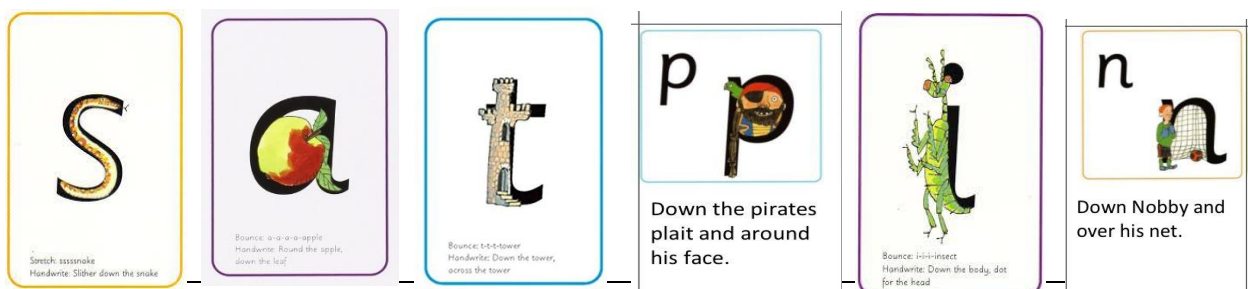 s
Stretch: sssssnake
Handwrite: Slither down the snake
a
Bounce: a-a-a-a-apple
Handwrite: Round the apple,
down the leaf
t
Bounce: t-t-t-tower
Handwrite: Down the tower,
across the tower
p p
Down the pirates
plait and around
his face.
i
Bounce: i-i-i-insect
Handwrite: Down the body, dot
for the head
n n
Down Nobby and
over his net.